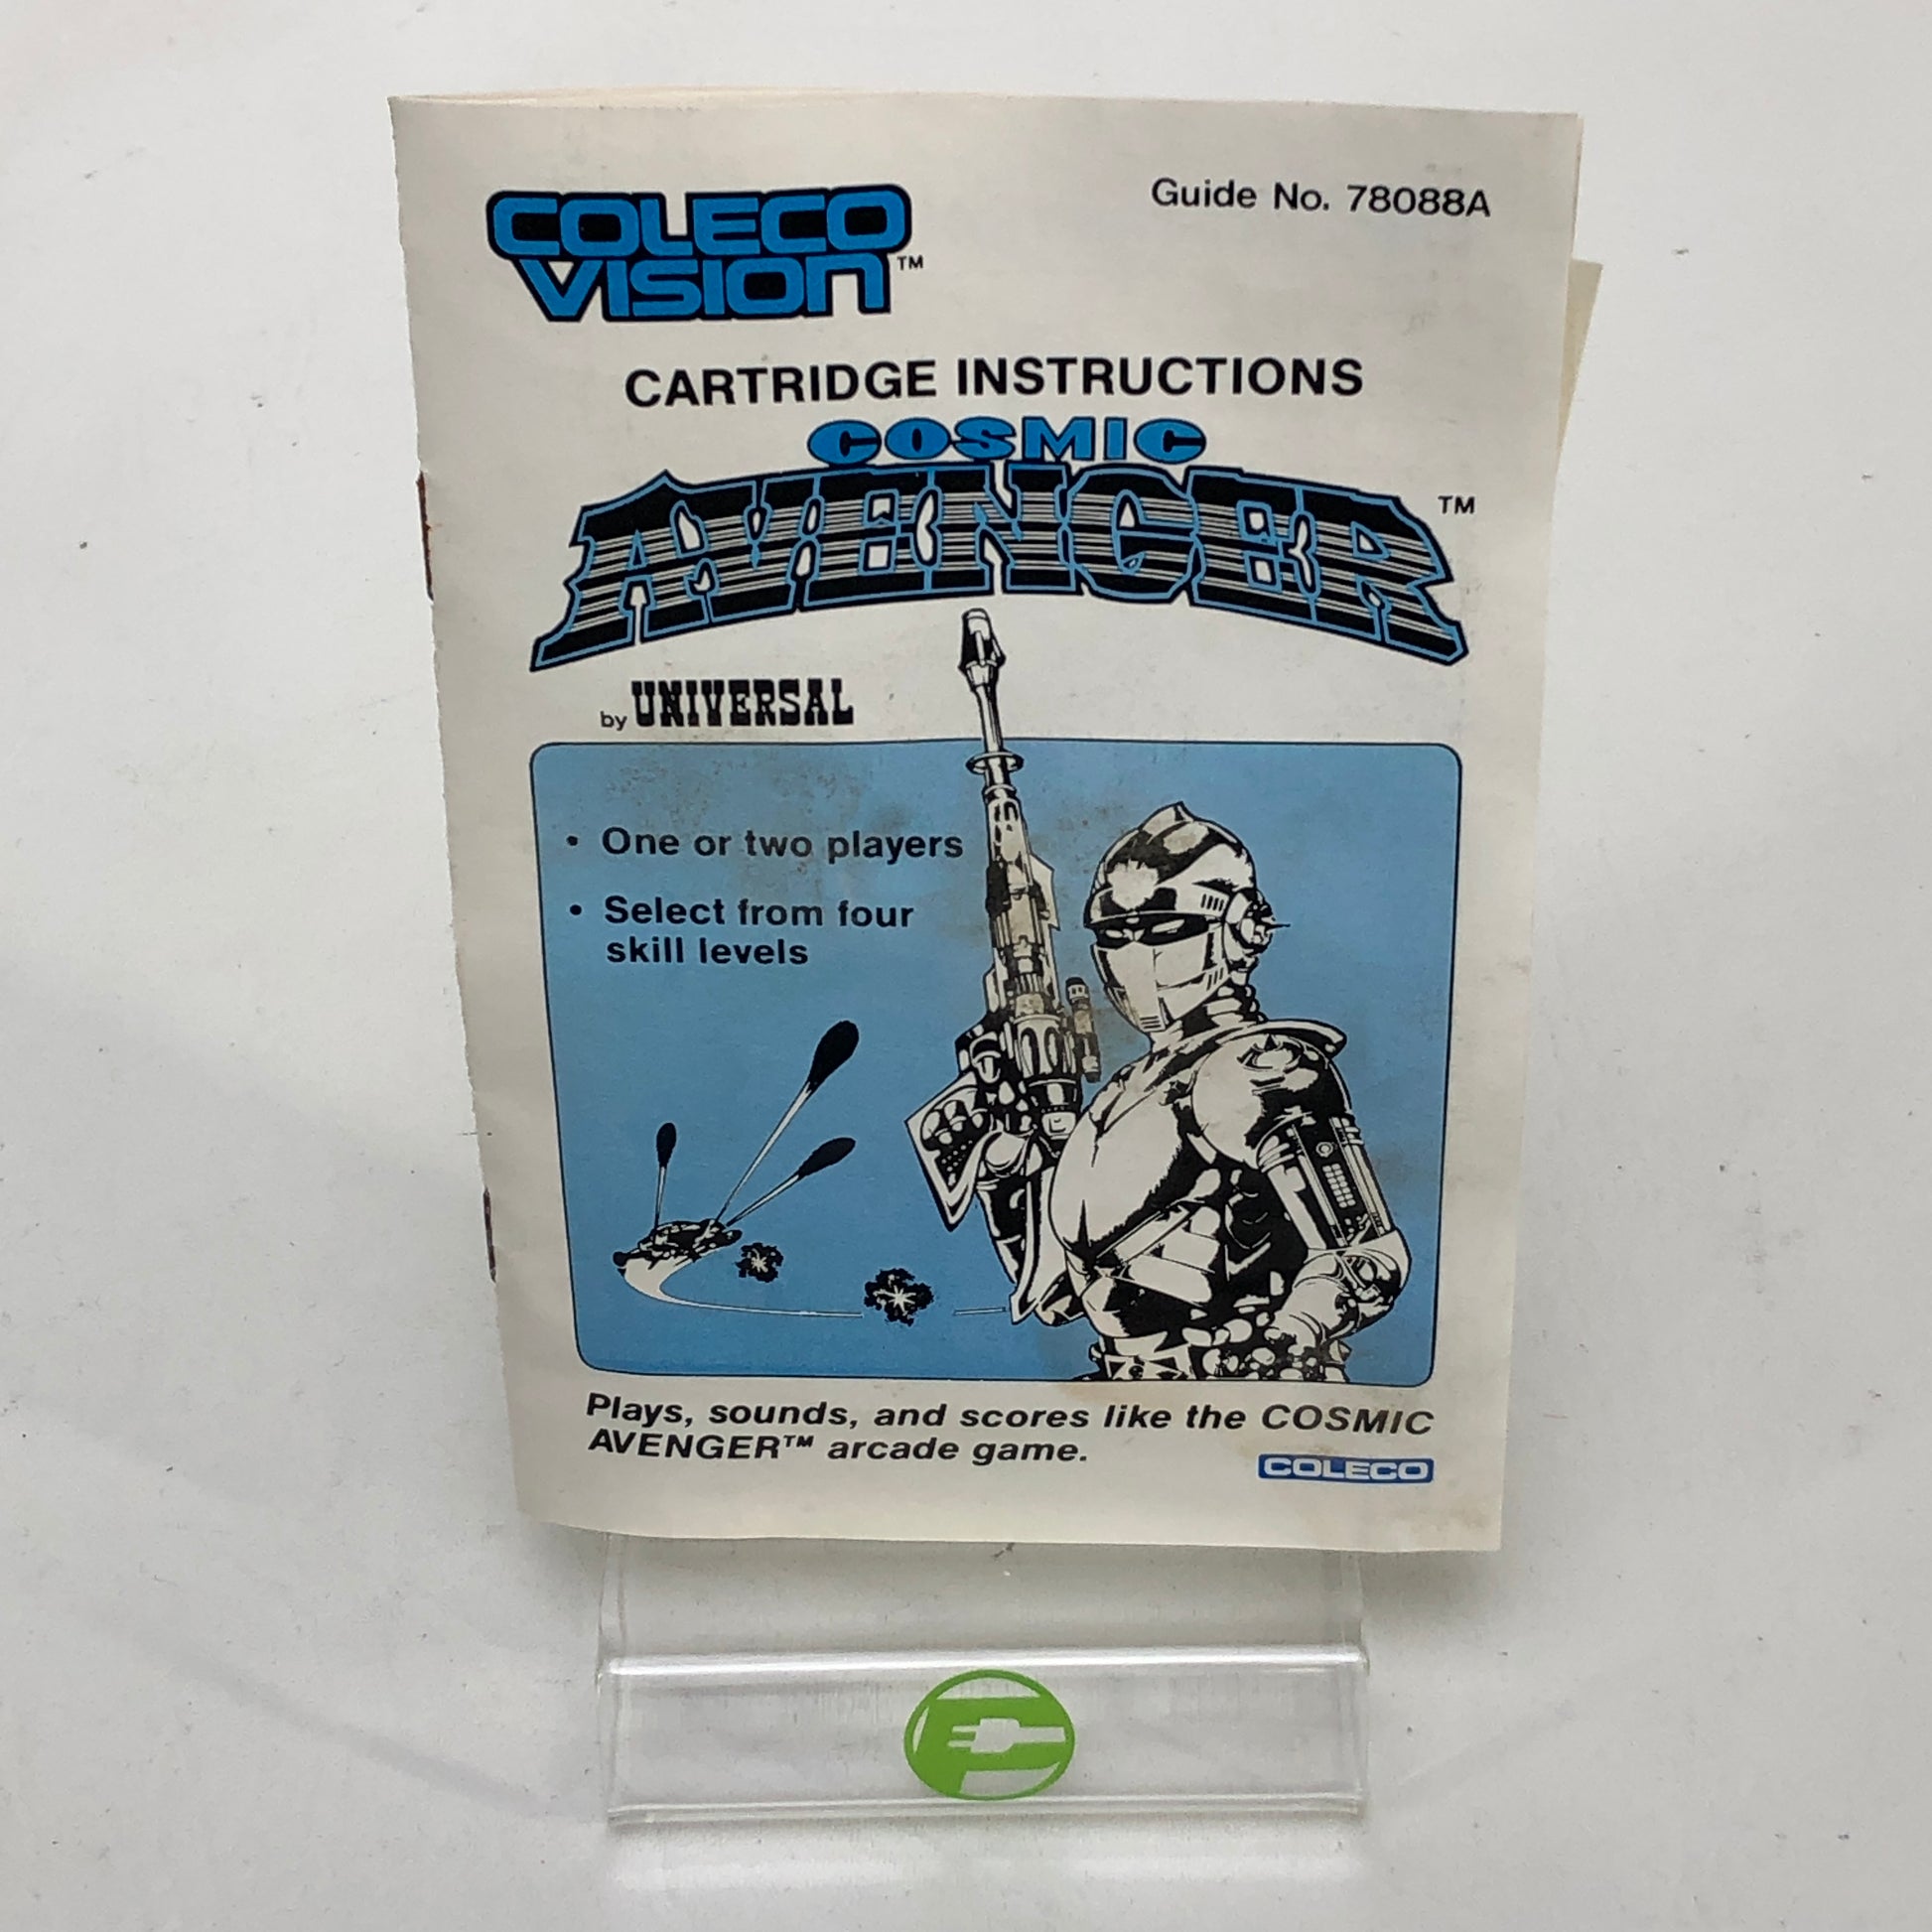 COLECO
VISION™
Guide No. 78088A
CARTRIDGE INSTRUCTIONS
COSMIC
AVENGER™
by UNIVERSAL
• One or two players
• Select from four
skill levels
Plays, sounds, and scores like the COSMIC
AVENGER™ arcade game.
COLECO